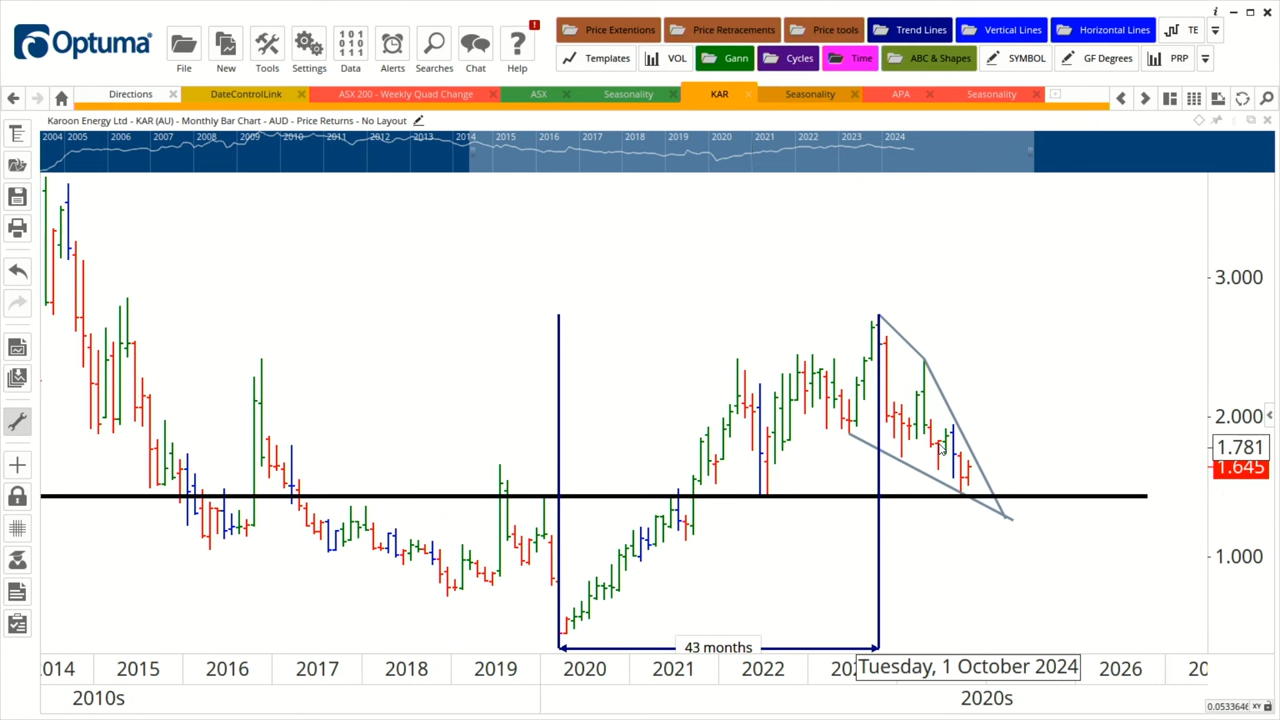 Optuma
File
New
Tools
Settings
Data
Alerts
Searches
Chat
Help
Price Extentions
Price Retracements
Price tools
Trend Lines
Vertical Lines
Horizontal Lines
TE
Templates
VOL
Gann
Cycles
Time
ABC & Shapes
SYMBOL
GF Degrees
PRP
Directions
DateControlLink
ASX 200 - Weekly Quad Change
ASX
Seasonality
KAR
Seasonality
APA
Seasonality
Karoon Energy Ltd - KAR (AU) - Monthly Bar Chart - AUD - Price Returns - No Layout
2004 2005 2006 2007 2008 2009 2010 2011 2012 2013 2014 2015 2016 2017 2018 2019 2020 2021 2022 2023 2024
3.000
2.000
1.781
1.645
1.000
43 months
2015 2016 2017 2018 2019 2020 2021 2022 Tuesday, 1 October 2024 2026
2010s 2020s
XY